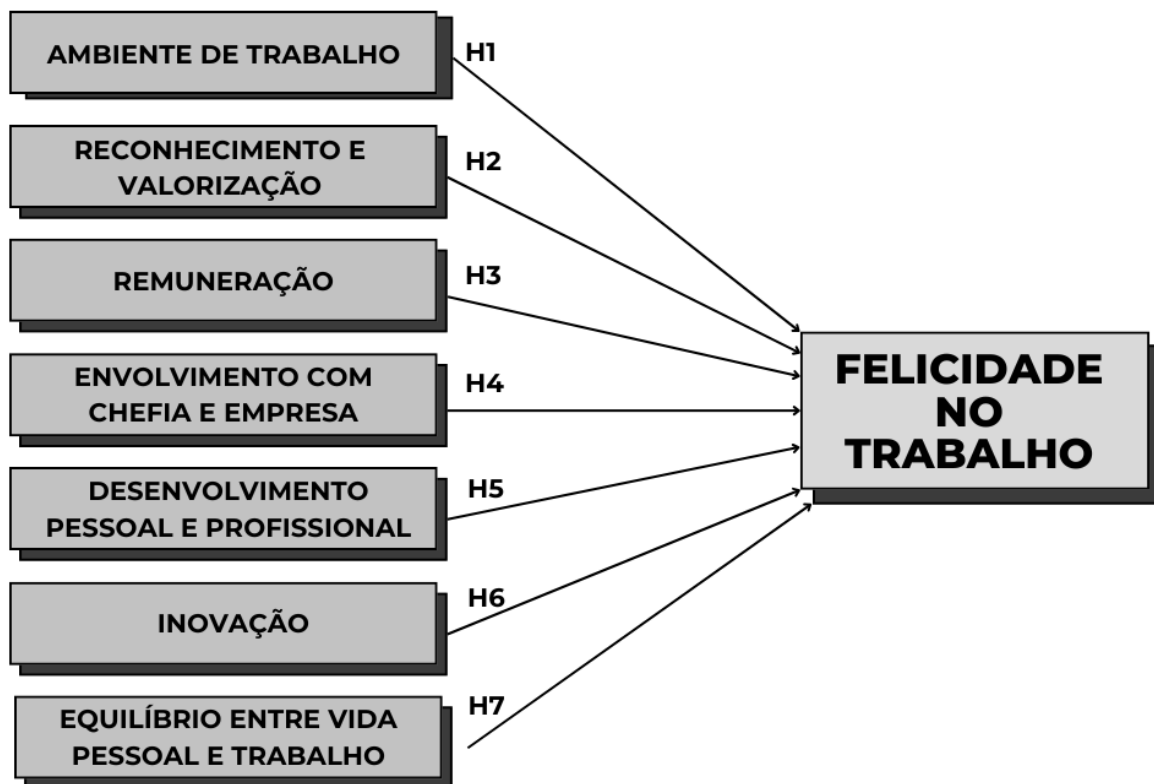 AMBIENTE DE TRABALHO
H1
RECONHECIMENTO E
VALORIZAÇÃO
H2
REMUNERAÇÃO
H3
ENVOLVIMENTO COM
CHEFIA E EMPRESA
H4
DESENVOLVIMENTO
PESSOAL E PROFISSIONAL
H5
INOVAÇÃO
H6
EQUILÍBRIO ENTRE VIDA
PESSOAL E TRABALHO
H7
FELICIDADE
NO
TRABALHO